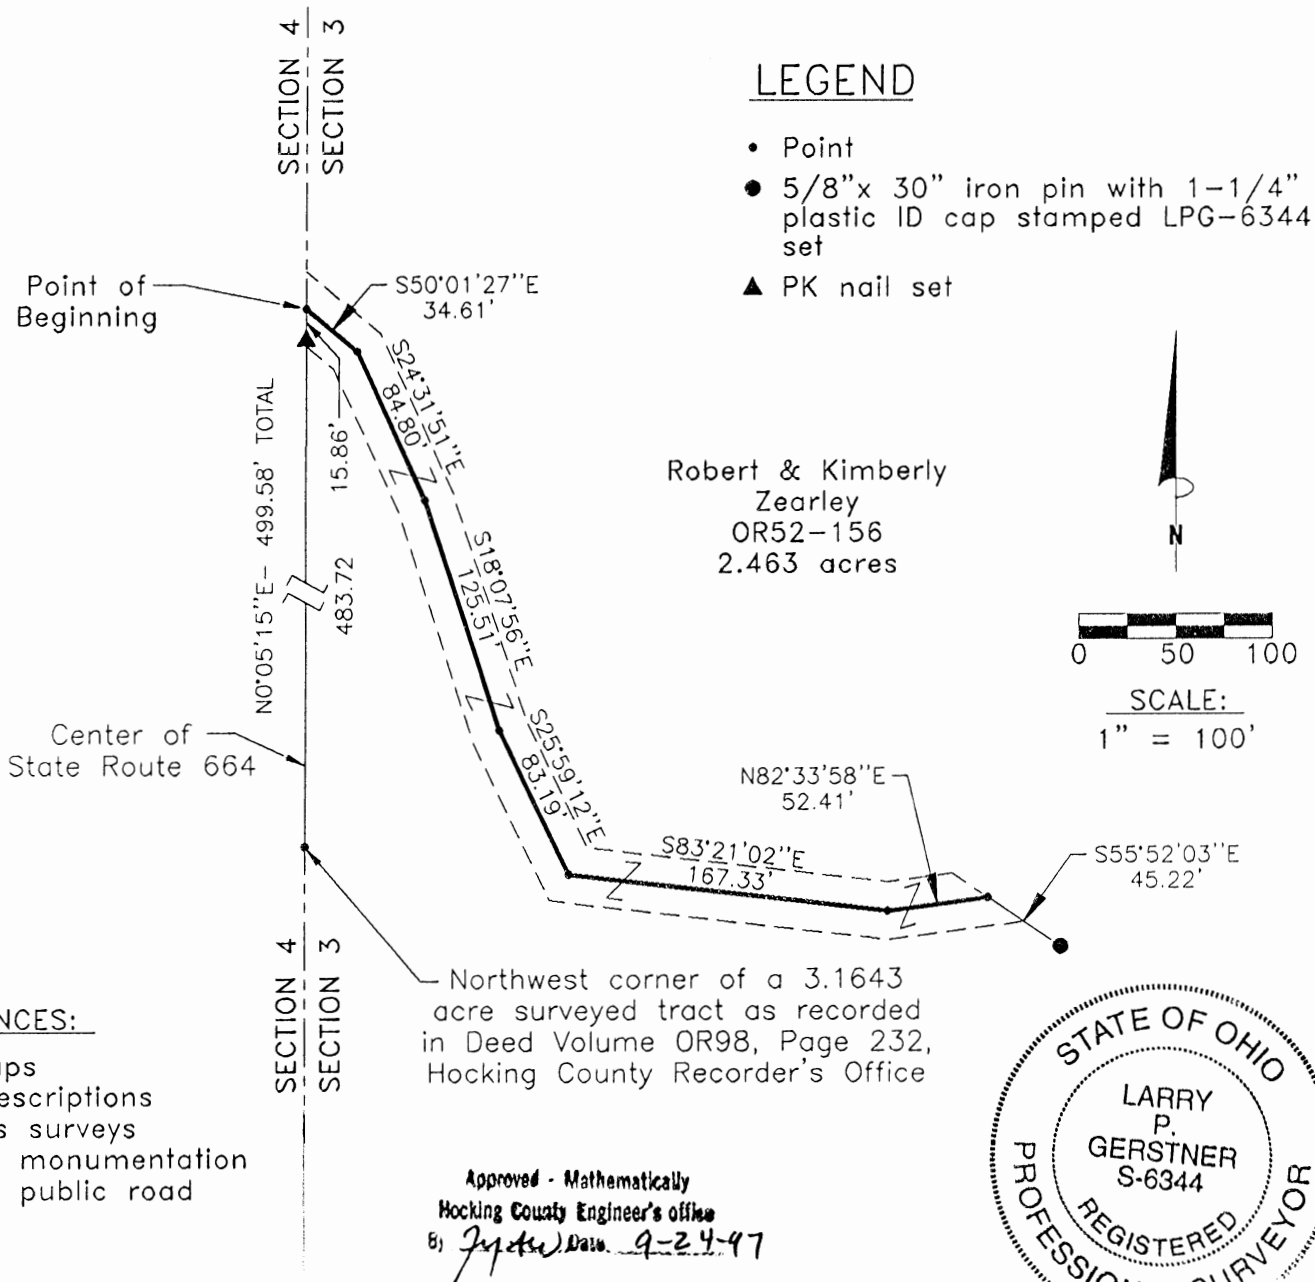 SECTION 4
SECTION 3
LEGEND
Point
5/8"x 30" iron pin with 1-1/4"
plastic ID cap stamped LPG-6344
set
PK nail set
Point of
Beginning
S50°01'27"E
34.61'
S24°31'51"E
84.80'
15.86'
N0°05'15"E- 499.58' TOTAL
483.72
S18°07'56"E
125.51'
Robert & Kimberly
Zearley
OR52-156
2.463 acres
N
0 50 100
SCALE:
1" = 100'
Center of
State Route 664
S25°59'12"E
83.19'
N82°33'58"E
52.41'
S83°21'02"E
167.33'
S55°52'03"E
45.22'
SECTION 4
SECTION 3
Northwest corner of a 3.1643
acre surveyed tract as recorded
in Deed Volume OR98, Page 232,
Hocking County Recorder's Office
NCES:
aps
escriptions
s surveys
monumentation
public road
Approved - Mathematically
Hocking County Engineer's office
By Date 9-24-97
STATE OF OHIO
LARRY
P.
GERSTNER
S-6344
REGISTERED
PROFESSIONAL SURVEYOR